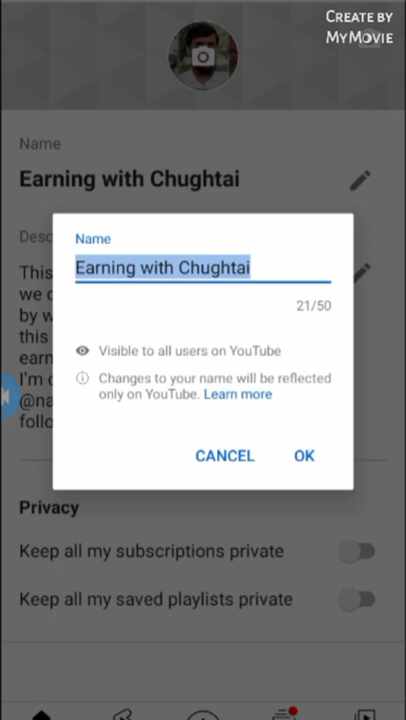 CREATE BY
MYMOVIE
Name
Earning with Chughtai
Desc
Name
Earning with Chughtai
21/50
This
we c
by w
this
earn
I'm
@na
follo
Visible to all users on YouTube
Changes to your name will be reflected
only on YouTube. Learn more
CANCEL OK
Privacy
Keep all my subscriptions private
Keep all my saved playlists private